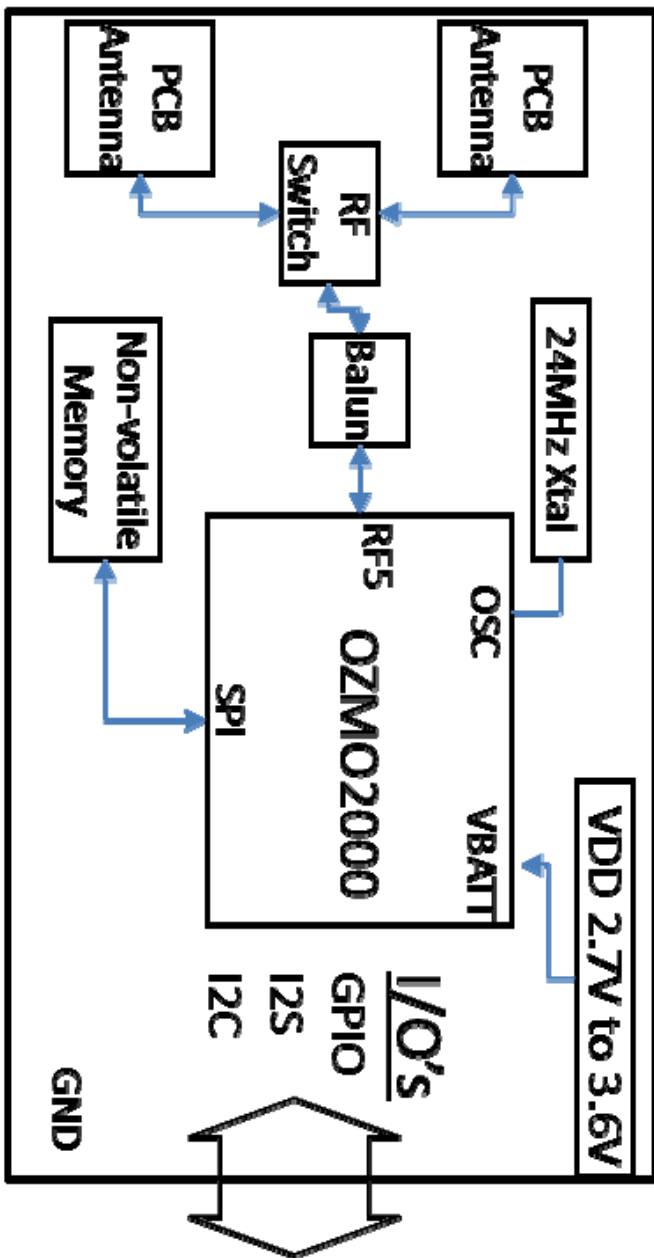 VDD 2.7V to 3.6V
24MHz Xtal
PCB
Antenna
PCB
Antenna
RF
Switch
Balun
OSC
VBATT
RF5
OZMO2000
SPI
I/O's
GPIO
I2S
I2C
Non-volatile
Memory
GND